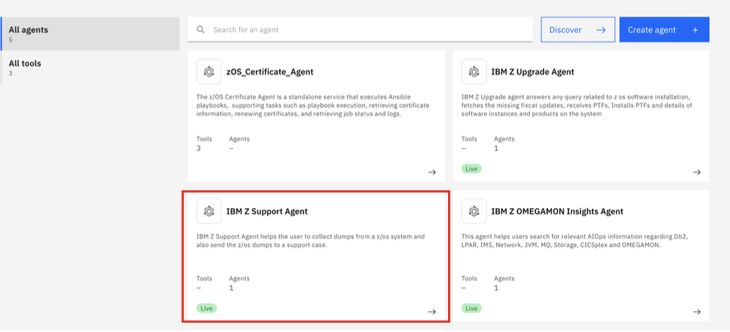 All agents
5
All tools
3
Search for an agent
Discover
Create agent +
zOS_Certificate_Agent
The z/OS Certificate Agent is a standalone service that executes Ansible
playbooks, supporting tasks such as playbook execution, retrieving certificate
information, renewing certificates, and retrieving job status and logs.
Tools Agents
3 –
IBM Z Upgrade Agent
IBM Z Upgrade agent answers any query related to z os software installation,
fetches the missing fixcat updates, receives PTFs, Installs PTFs and details of
software instances and products on the system
Tools Agents
– 1
Live
IBM Z Support Agent
IBM Z Support Agent helps the user to collect dumps from a z/os system and
also send the z/os dumps to a support case.
Tools Agents
– 1
Live
IBM Z OMEGAMON Insights Agent
This agent helps users search for relevant AIOps information regarding Db2,
LPAR, IMS, Network, JVM, MQ, Storage, CICSplex and OMEGAMON.
Tools Agents
– 1
Live